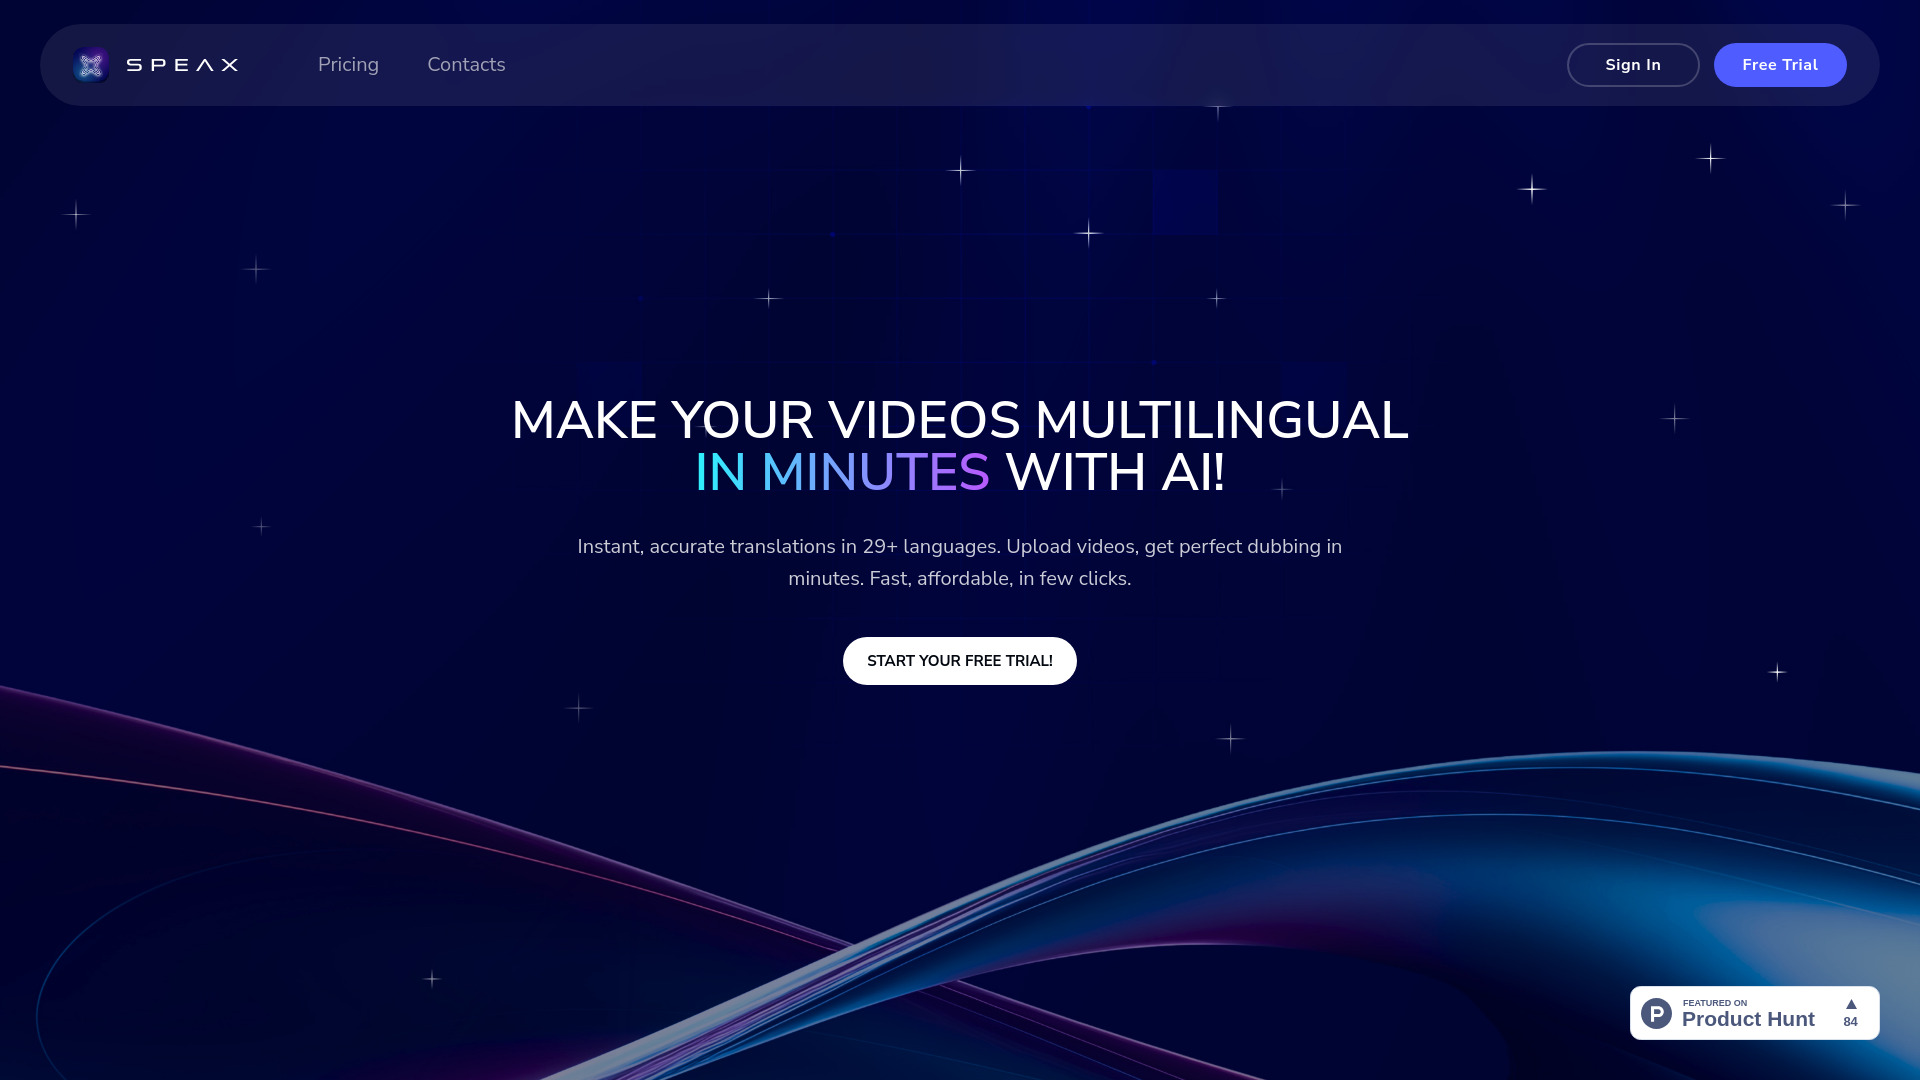 SPEAX
Pricing
Contacts
Sign In
Free Trial
MAKE YOUR VIDEOS MULTILINGUAL
IN MINUTES WITH AI!
Instant, accurate translations in 29+ languages. Upload videos, get perfect dubbing in
minutes. Fast, affordable, in few clicks.
START YOUR FREE TRIAL!
FEATURED ON
Product Hunt
84